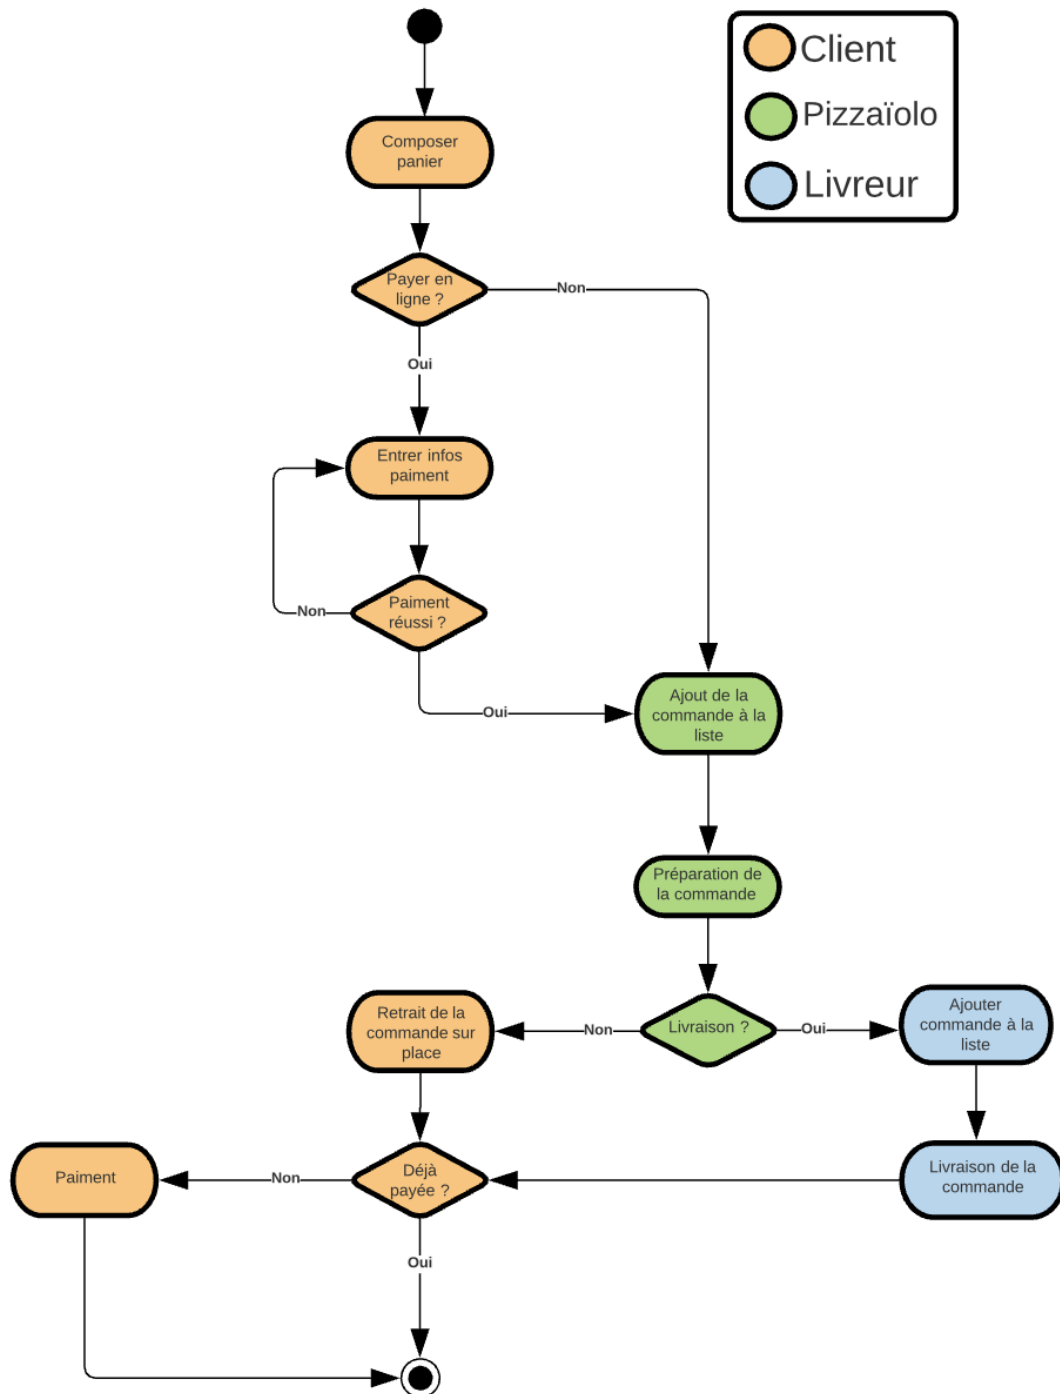 Client
Pizzaïolo
Livreur
Composer
panier
Payer en
ligne ?
Non
Oui
Entrer infos
paiment
Paiment
réussi ?
Non
Oui
Ajout de la
commande à la
liste
Préparation de
la commande
Livraison ?
Non
Oui
Retrait de la
commande sur
place
Ajouter
commande à la
liste
Paiment
Non
Déjà
payée ?
Livraison de la
commande
Oui